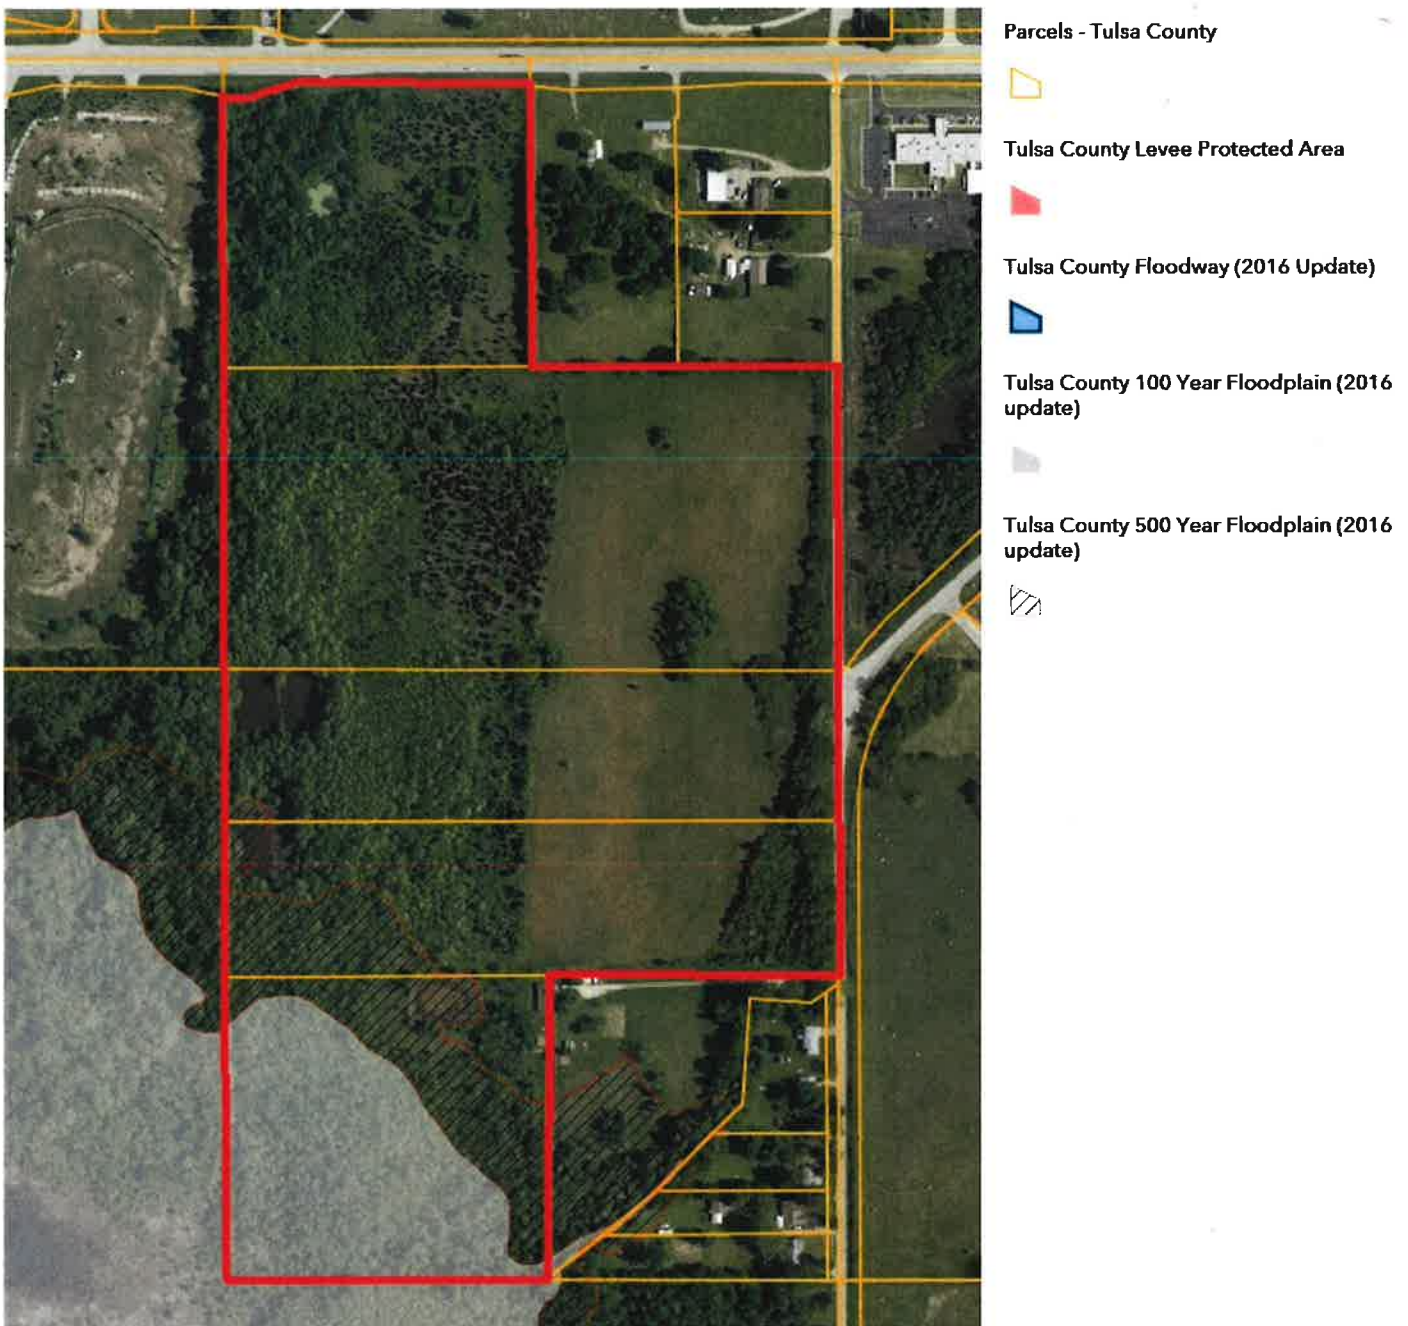 Parcels - Tulsa County
Tulsa County Levee Protected Area
Tulsa County Floodway (2016 Update)
Tulsa County 100 Year Floodplain (2016
update)
Tulsa County 500 Year Floodplain (2016
update)